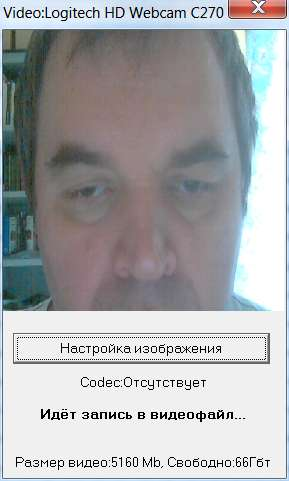 Video:Logitech HD Webcam C270
Настройка изображения
Codec:Отсутствует
Идёт запись в видеофайл...
Размер видео:5160 Mb, Свободно:66Гбт